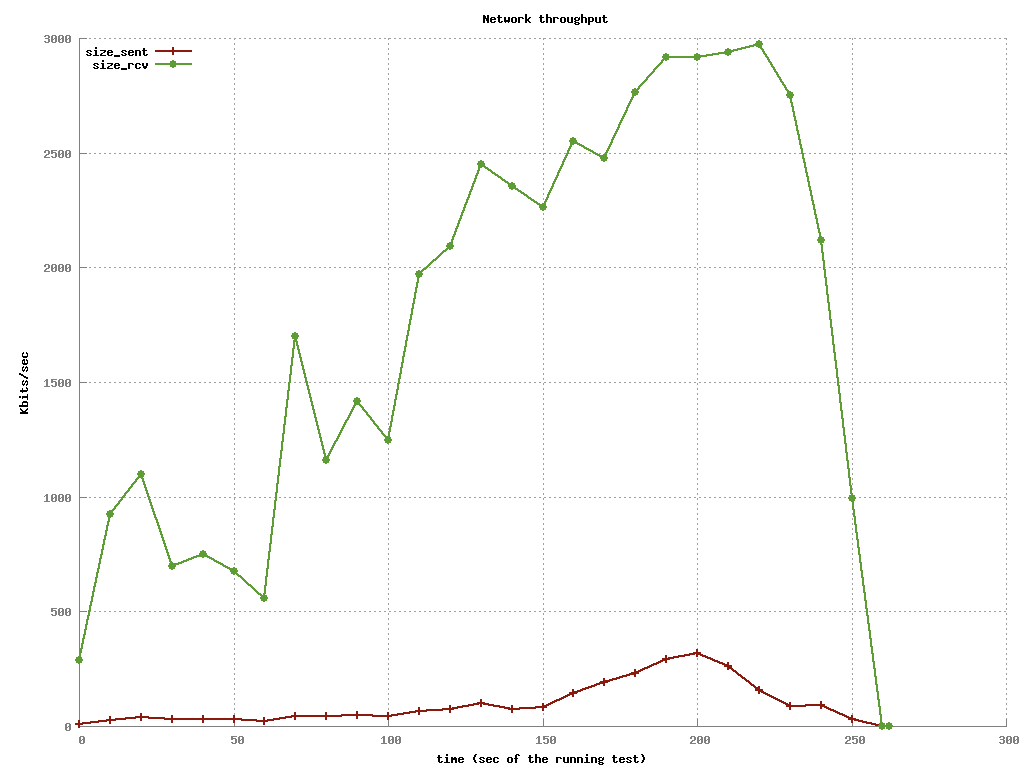 Network throughput
3000
size_sent
size_rcv
2500
2000
1500
Kbits/sec
1000
500
0
0 50 100 150 200 250 300
time (sec of the running test)